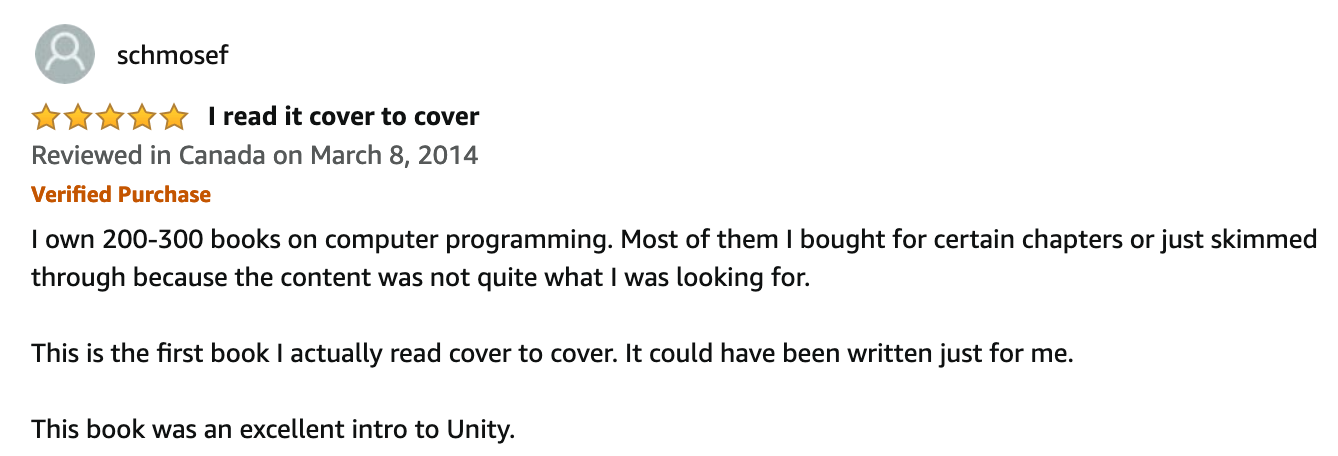 schmosef
I read it cover to cover
Reviewed in Canada on March 8, 2014
Verified Purchase
I own 200-300 books on computer programming. Most of them I bought for certain chapters or just skimmed
through because the content was not quite what I was looking for.
This is the first book I actually read cover to cover. It could have been written just for me.
This book was an excellent intro to Unity.